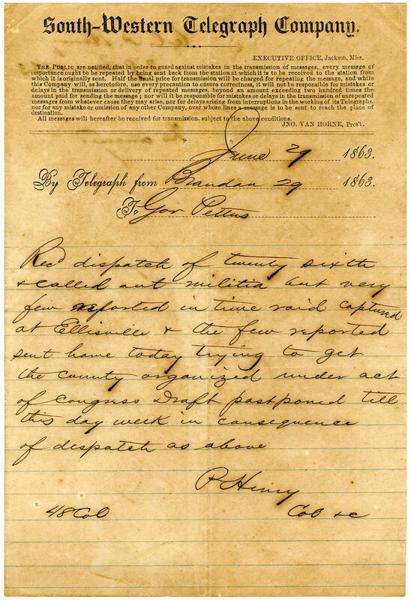 South-Western Telegraph Company.
EXECUTIVE OFFICE, Jackson, Miss.
THE PUBLIC are notified, that in order to guard against mistakes in the transmission of messages, every message of
importance ought to be repeated by being sent back from the station at which it is to be received to the station from
which it is originally sent. Half the usual price for transmission will be charged for repeating the message, and while
this Company will, as heretofore, use every precaution to ensure correctness, it will not be responsible for mistakes or
delays in the transmission or delivery of repeated messages, beyond an amount exceeding two hundred times the
amount paid for sending the message; nor will it be responsible for mistakes or delays in the transmission of unrepeated
messages from whatever cause they may arise, nor for delays arising from interruptions in the working of its Telegraphs,
nor for any mistake or omission of any other Company, over whose lines a message is to be sent to reach the place of
destination.
All messages will hereafter be received for transmission, subject to the above conditions.
JNO. VAN HORNE, Pres't.
June 29 1863.
By Telegraph from Brandon 29 1863.
To Gov Pettus
Recd dispatch of twenty sixth
& called out militia but very
few reported in time raid captured
at Ellisville & the few reported
sent home today trying to get
the county organized under act
of Congress Draft postponed till
this day week in consequence
of dispatch as above
P Henry
48 Col Col &c